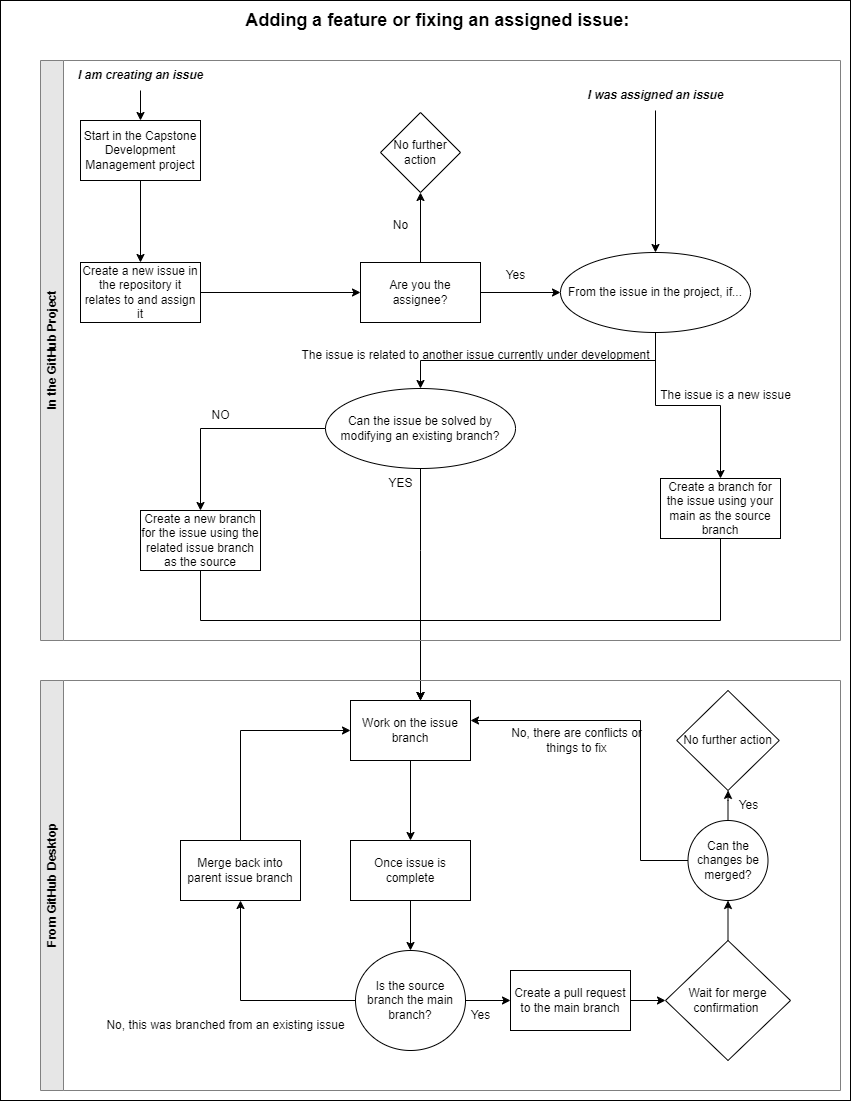 Adding a feature or fixing an assigned issue:
I am creating an issue
I was assigned an issue
Start in the Capstone
Development
Management project
No further
action
No
Create a new issue in
the repository it
relates to and assign
it
Are you the
assignee?
Yes
From the issue in the project, if...
In the GitHub Project
The issue is related to another issue currently under development
The issue is a new issue
Can the issue be solved by
modifying an existing branch?
NO
YES
Create a branch for
the issue using your
main as the source
branch
Create a new branch
for the issue using the
related issue branch
as the source
Work on the issue
branch
No, there are conflicts or
things to fix
No further action
Yes
From GitHub Desktop
Merge back into
parent issue branch
Once issue is
complete
Can the
changes be
merged?
Is the source
branch the main
branch?
Yes
Create a pull request
to the main branch
Wait for merge
confirmation
No, this was branched from an existing issue